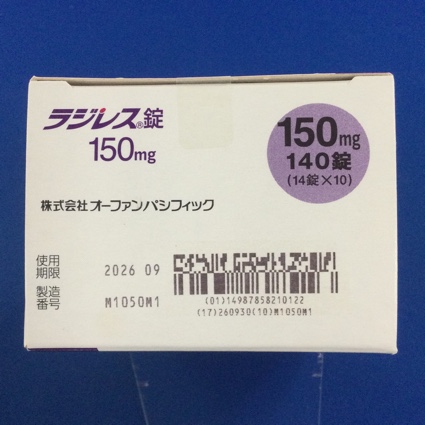 ラジレス®錠
150mg
150mg
140錠
(14錠×10)
株式会社 オーファンパシフィック
使用
期限 2026 09
製造
番号 M1050M1
(01)14987858210122
(17)260930(10)M1050M1